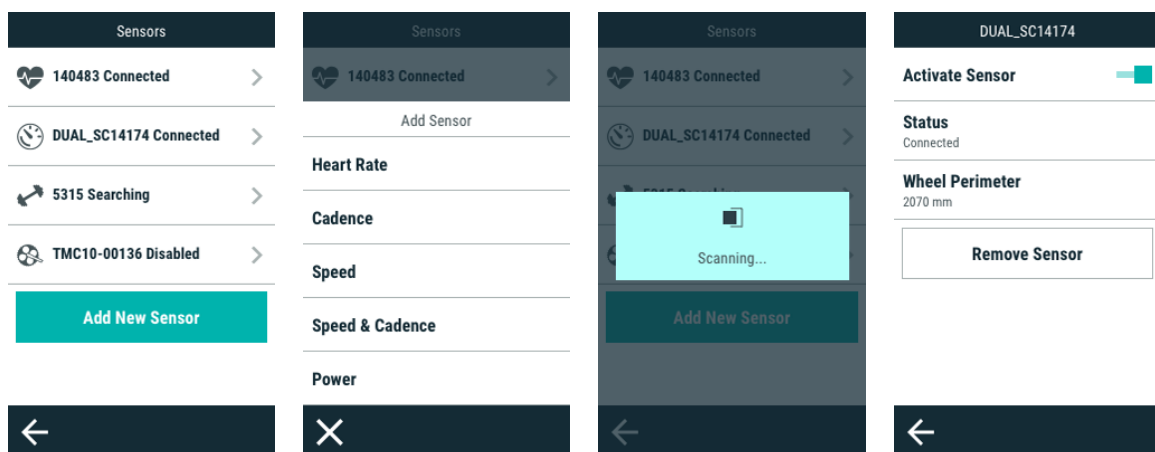 Sensors
140483 Connected
DUAL_SC14174 Connected
5315 Searching
TMC10-00136 Disabled
Add New Sensor
Sensors
140483 Connected
Add Sensor
Heart Rate
Cadence
Speed
Speed & Cadence
Power
Sensors
140483 Connected
DUAL_SC14174 Connected
5315 Searching
Scanning...
Add New Sensor
DUAL_SC14174
Activate Sensor
Status
Connected
Wheel Perimeter
2070 mm
Remove Sensor